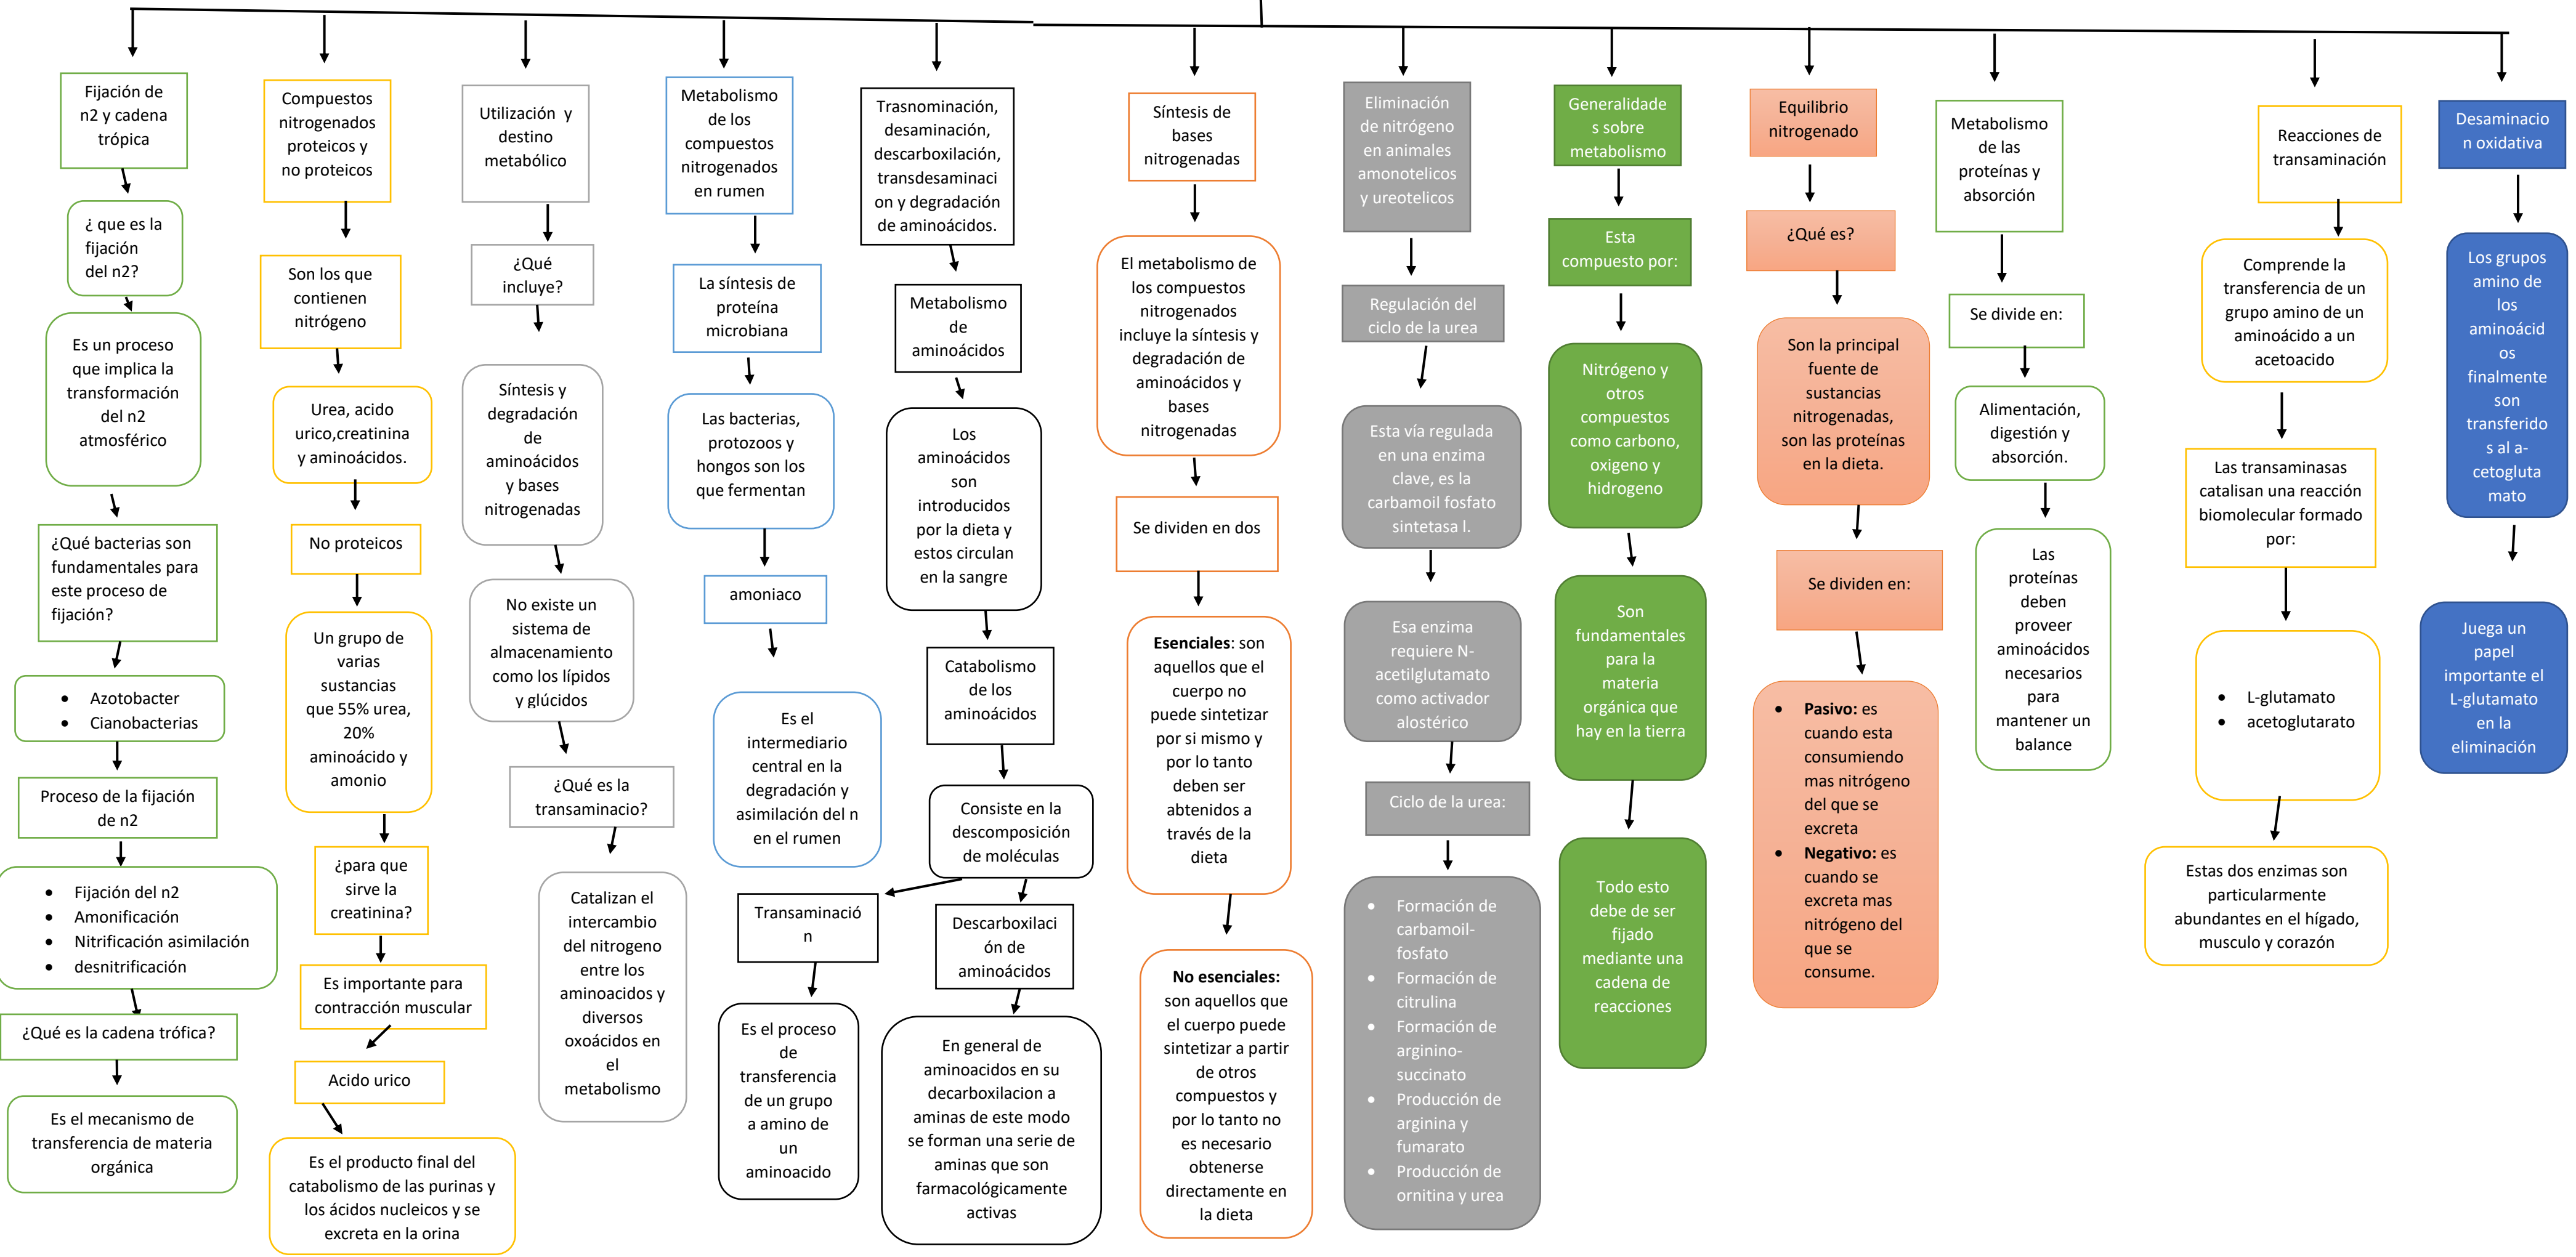 Fijación de
n2 y cadena
trópica
¿ que es la
fijación
del n2?
Es un proceso
que implica la
transformación
del n2
atmosférico
¿Qué bacterias son
fundamentales para
este proceso de
fijación?
• Azotobacter
• Cianobacterias
Proceso de la fijación
de n2
• Fijación del n2
• Amonificación
• Nitrificación asimilación
• desnitrificación
¿Qué es la cadena trófica?
Es el mecanismo de
transferencia de materia
orgánica
Compuestos
nitrogenados
proteicos y
no proteicos
Son los que
contienen
nitrógeno
Urea, acido
urico,creatinina
y aminoácidos.
No proteicos
Un grupo de
varias
sustancias
que 55% urea,
20%
aminoácido y
amonio
¿para que
sirve la
creatinina?
Es importante para
contracción muscular
Acido urico
Es el producto final del
catabolismo de las purinas y
los ácidos nucleicos y se
excreta en la orina
Utilización y
destino
metabólico
¿Qué
incluye?
Síntesis y
degradación
de
aminoácidos
y bases
nitrogenadas
No existe un
sistema de
almacenamiento
como los lípidos
y glúcidos
¿Qué es la
transaminacio?
Catalizan el
intercambio
del nitrogeno
entre los
aminoacidos y
diversos
oxoácidos en
el
metabolismo
Metabolismo
de los
compuestos
nitrogenados
en rumen
La síntesis de
proteína
microbiana
Las bacterias,
protozoos y
hongos son los
que fermentan
amoniaco
Es el
intermediario
central en la
degradación y
asimilación del n
en el rumen
Trasnominación,
desaminación,
descarboxilación,
transdesaminaci
on y degradación
de aminoácidos.
Metabolismo
de
aminoácidos
Los
aminoácidos
son
introducidos
por la dieta y
estos circulan
en la sangre
Catabolismo
de los
aminoácidos
Consiste en la
descomposición
de moléculas
Transaminació
n
Es el proceso
de
transferencia
de un grupo
a amino de
un
aminoacido
Descarboxilaci
ón de
aminoácidos
En general de
aminoacidos en su
decarboxilacion a
aminas de este modo
se forman una serie de
aminas que son
farmacológicamente
activas
Síntesis de
bases
nitrogenadas
El metabolismo de
los compuestos
nitrogenados
incluye la síntesis y
degradación de
aminoácidos y
bases
nitrogenadas
Se dividen en dos
Esenciales: son
aquellos que el
cuerpo no
puede sintetizar
por si mismo y
por lo tanto
deben ser
abtenidos a
través de la
dieta
No esenciales:
son aquellos que
el cuerpo puede
sintetizar a partir
de otros
compuestos y
por lo tanto no
es necesario
obtenerse
directamente en
la dieta
Eliminación
de nitrógeno
en animales
amonotelicos
y ureotelicos
Regulación del
ciclo de la urea
Esta vía regulada
en una enzima
clave, es la
carbamoil fosfato
sintetasa l.
Esa enzima
requiere N-
acetilglutamato
como activador
alostérico
Ciclo de la urea:
• Formación de
carbamoil-
fosfato
• Formación de
citrulina
• Formación de
arginino-
succinato
• Producción de
arginina y
fumarato
• Producción de
ornitina y urea
Generalidade
s sobre
metabolismo
Esta
compuesto por:
Nitrógeno y
otros
compuestos
como carbono,
oxigeno y
hidrogeno
Son
fundamentales
para la
materia
orgánica que
hay en la tierra
Todo esto
debe de ser
fijado
mediante una
cadena de
reacciones
Equilibrio
nitrogenado
¿Qué es?
Son la principal
fuente de
sustancias
nitrogenadas,
son las proteínas
en la dieta.
Se dividen en:
• Pasivo: es
cuando esta
consumiendo
mas nitrógeno
del que se
excreta
• Negativo: es
cuando se
excreta mas
nitrógeno del
que se
consume.
Metabolismo
de las
proteínas y
absorción
Se divide en:
Alimentación,
digestión y
absorción.
Las
proteínas
deben
proveer
aminoácidos
necesarios
para
mantener un
balance
Reacciones de
transaminación
Comprende la
transferencia de un
grupo amino de un
aminoácido a un
acetoacido
Las transaminasas
catalisan una reacción
biomolecular formado
por:
• L-glutamato
• acetoglutarato
Estas dos enzimas son
particularmente
abundantes en el hígado,
musculo y corazón
Desaminacio
n oxidativa
Los grupos
amino de
los
aminoácid
os
finalmente
son
transferido
s al a-
cetogluta
mato
Juega un
papel
importante el
L-glutamato
en la
eliminación